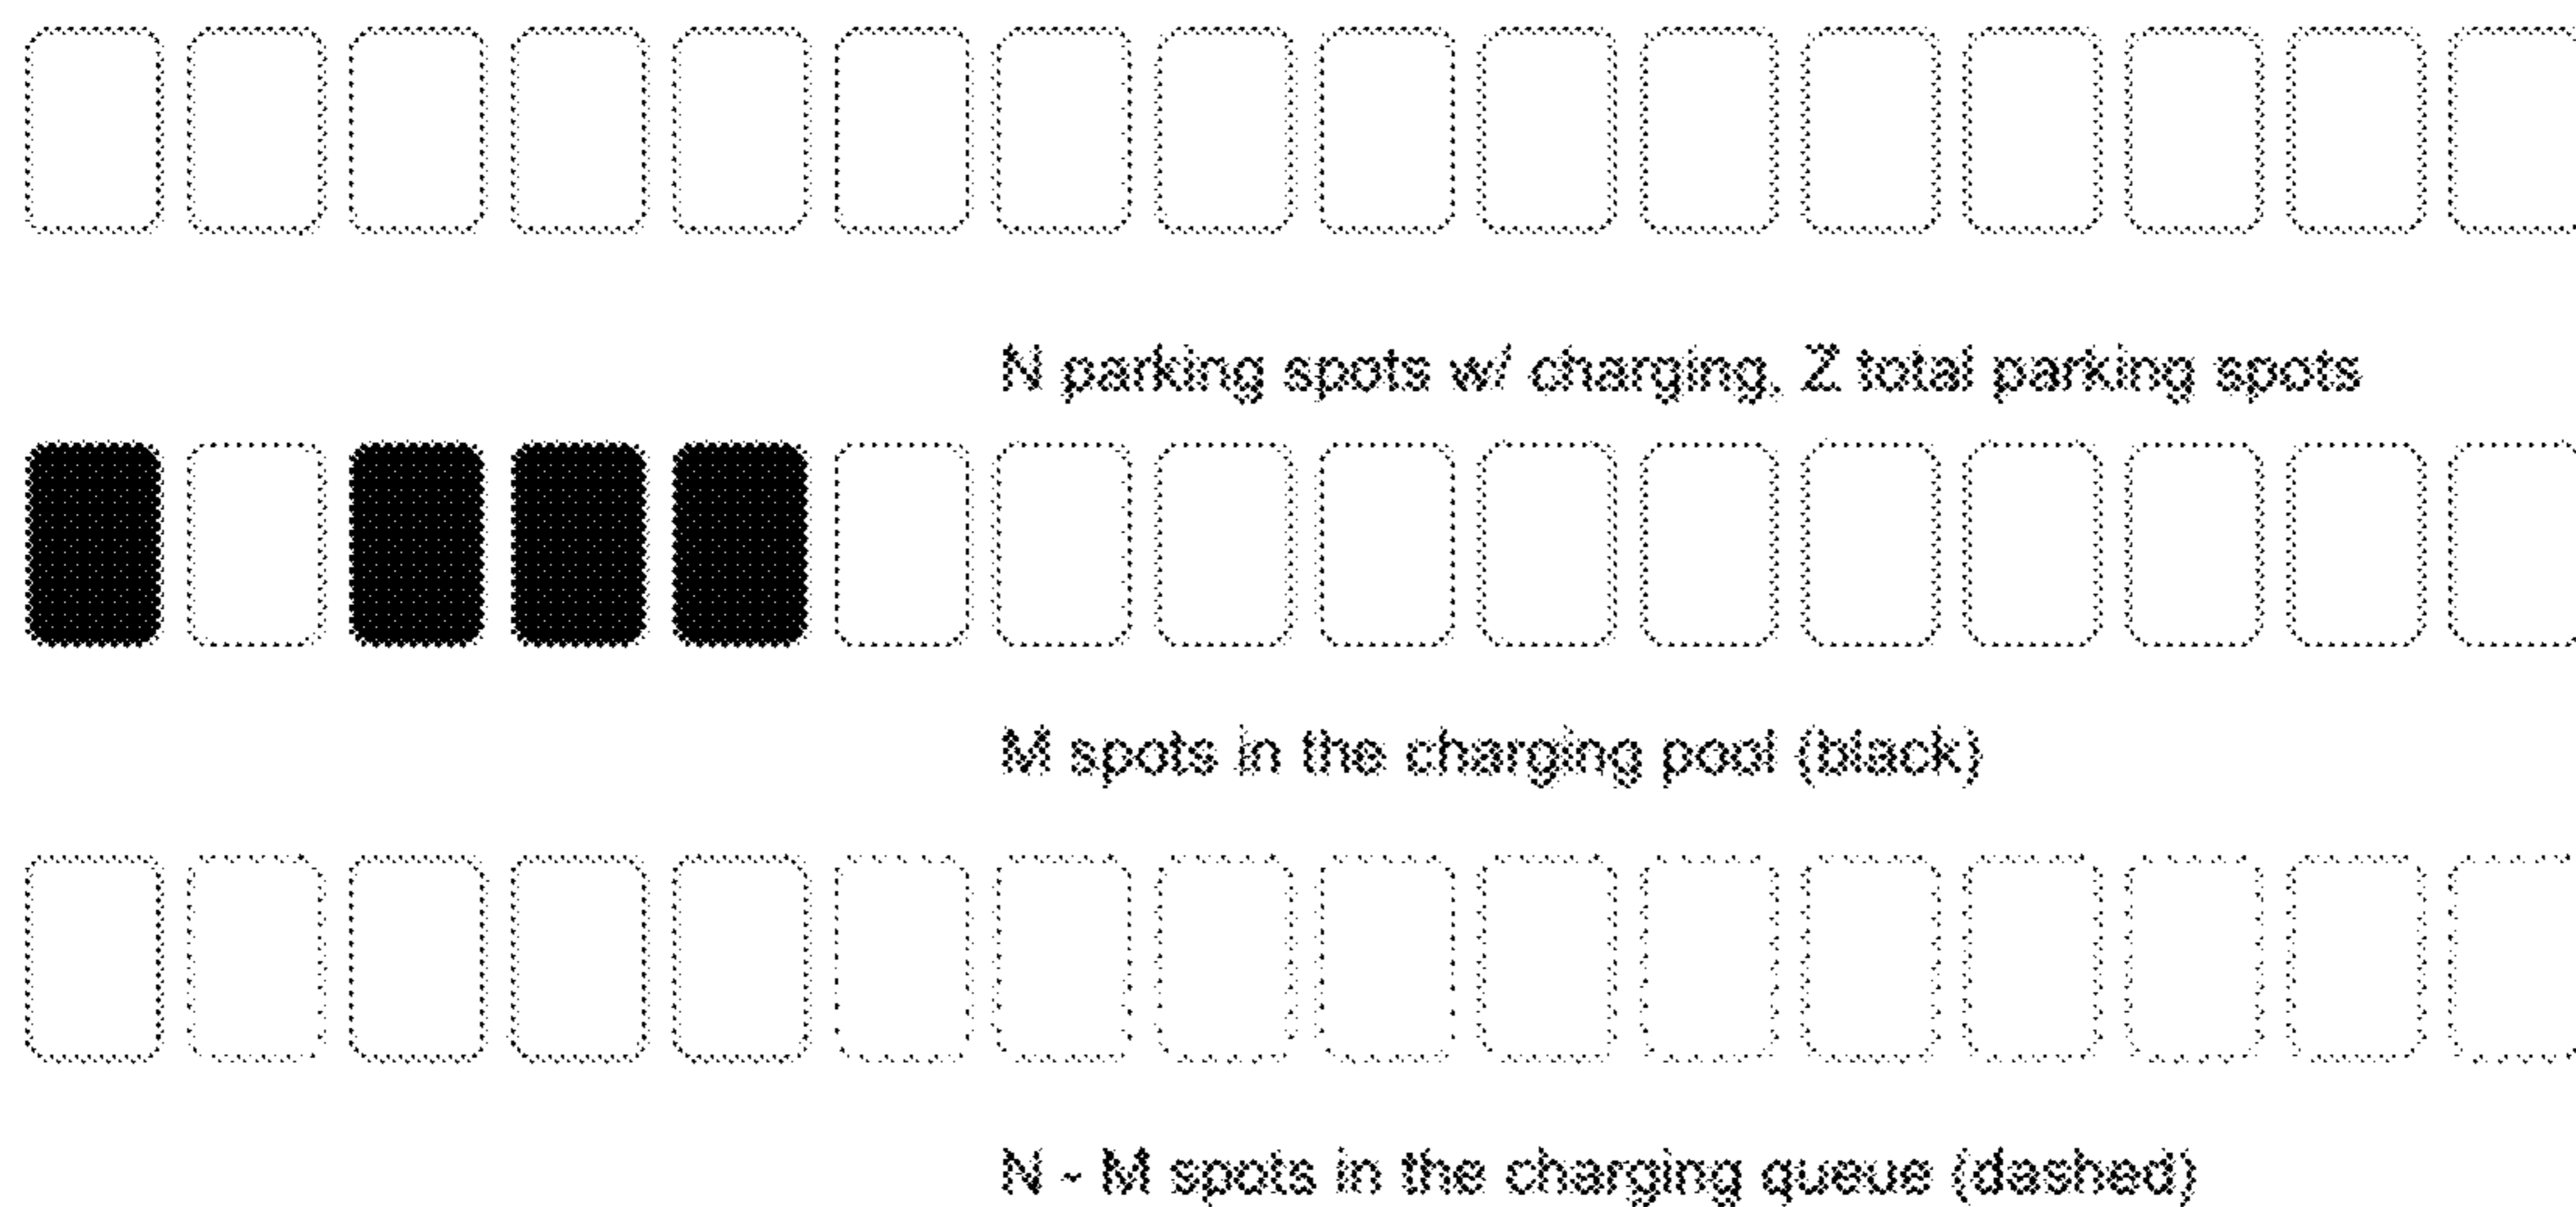 N parking spots w/ charging, Z total parking spots
M spots in the charging pool (black)
N - M spots in the charging queue (dashed)